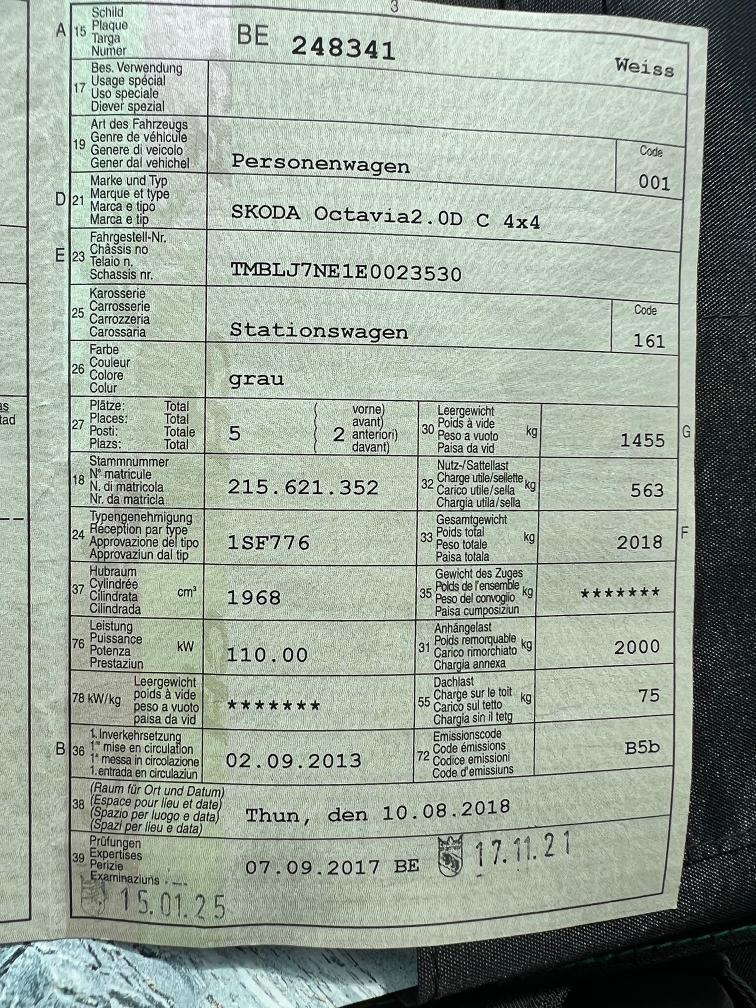 3
A 15 Schild
Plaque
Targa
Numer
BE 248341 Weiss
17 Bes. Verwendung
Usage spécial
Uso speciale
Diever spezial
19 Art des Fahrzeugs
Genre de véhicule
Genere di veicolo
Gener dal vehichel
Personenwagen
Code
001
D 21 Marke und Typ
Marque et type
Marca e tipo
Marca e tip
SKODA Octavia2.0D C 4x4
E 23 Fahrgestell-Nr.
Châssis no
Telaio n.
Schassis nr.
TMBLJ7NE1E0023530
25 Karosserie
Carrosserie
Carrozzeria
Carossaria
Stationswagen
Code
161
26 Farbe
Couleur
Colore
Colur
grau
27 Plätze: Total
Places: Total
Posti: Totale
Plazs: Total
5
( 2 vorne)
avant)
anteriori)
davant)
30 Leergewicht
Poids à vide
Peso a vuoto
Paisa da vid
kg
1455 G
18 Stammnummer
N° matricule
N. di matricola
Nr. da matricla
215.621.352
32 Nutz-/Sattellast
Charge utile/sellette
Carico utile/sella
Chargia utila/sella
kg
563
24 Typengenehmigung
Réception par type
Approvazione del tipo
Approvaziun dal tip
1SF776
33 Gesamtgewicht
Poids total
Peso totale
Paisa totala
kg
2018 F
37 Hubraum
Cylindrée
Cilindrata
Cilindrada
cm³
1968
35 Gewicht des Zuges
Poids de l'ensemble
Peso del convoglio
Paisa cumposiziun
kg
*******
76 Leistung
Puissance
Potenza
Prestaziun
kW
110.00
31 Anhängelast
Poids remorquable
Carico rimorchiato
Chargia annexa
kg
2000
78 kW/kg Leergewicht
poids à vide
peso a vuoto
paisa da vid
*******
55 Dachlast
Charge sur le toit
Carico sul tetto
Chargia sin il tetg
kg
75
B 36 1. Inverkehrsetzung
1re mise en circulation
1a messa in circolazione
1. entrada en circulaziun
02.09.2013
72 Emissionscode
Code émissions
Codice emissioni
Code d'emissiuns
B5b
38 (Raum für Ort und Datum)
(Espace pour lieu et date)
(Spazio per luogo e data)
(Spazi per lieu e data)
Thun, den 10.08.2018
39 Prüfungen
Expertises
Perizie
Examinaziuns
07.09.2017 BE 17.11.21
15.01.25
as
tad